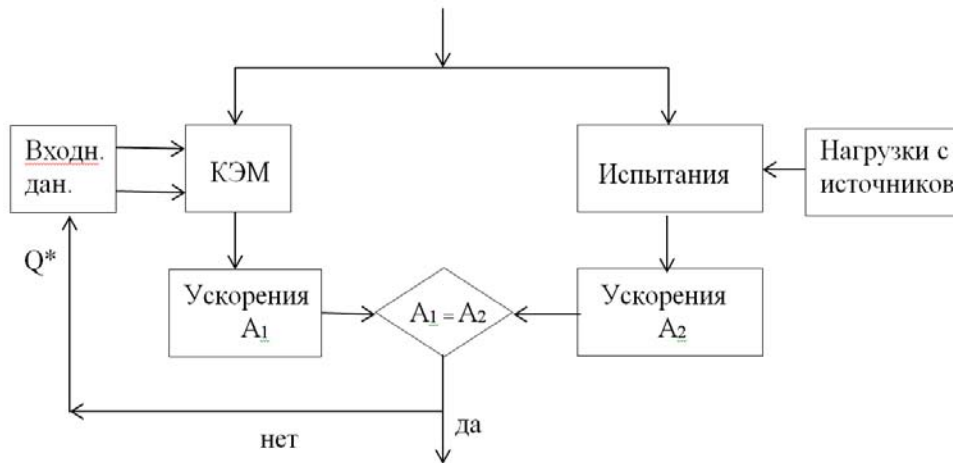 Входн.
дан.
КЭМ
Испытания
Нагрузки с
источников
Q*
Ускорения
A1
A1 = A2
Ускорения
A2
нет
да